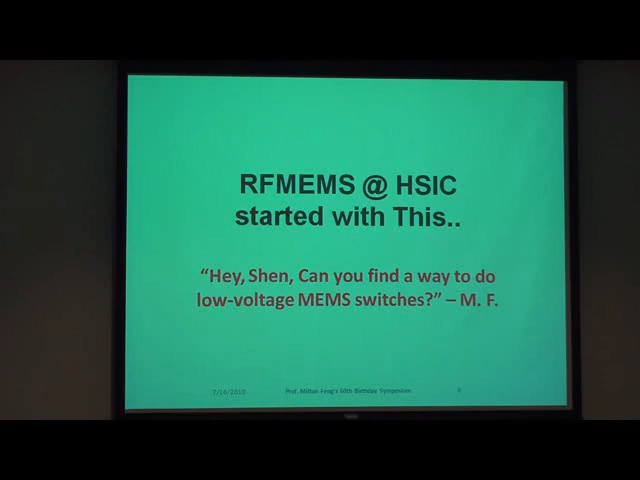 RFMEMS @ HSIC
started with This..
“Hey, Shen, Can you find a way to do
low-voltage MEMS switches?” – M. F.
7/16/2010 Prof. Milton Feng's 60th Birthday Symposium